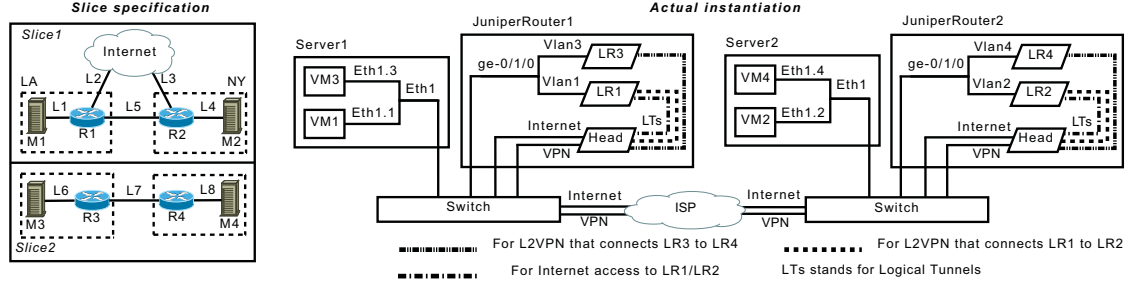 Slice specification
Actual instantiation
Slice1
Internet
L2
L3
LA
NY
L1
L5
L4
M1
R1
R2
M2
L6
L7
L8
M3
R3
R4
M4
Slice2
Server1
VM3
Eth1.3
Eth1
VM1
Eth1.1
JuniperRouter1
Vlan3
LR3
ge-0/1/0
Vlan1
LR1
LTs
Internet
Head
VPN
Server2
VM4
Eth1.4
Eth1
VM2
Eth1.2
JuniperRouter2
Vlan4
LR4
ge-0/1/0
Vlan2
LR2
LTs
Internet
Head
VPN
Switch
Internet
VPN
ISP
Internet
VPN
Switch
For L2VPN that connects LR3 to LR4
For L2VPN that connects LR1 to LR2
For Internet access to LR1/LR2
LTs stands for Logical Tunnels